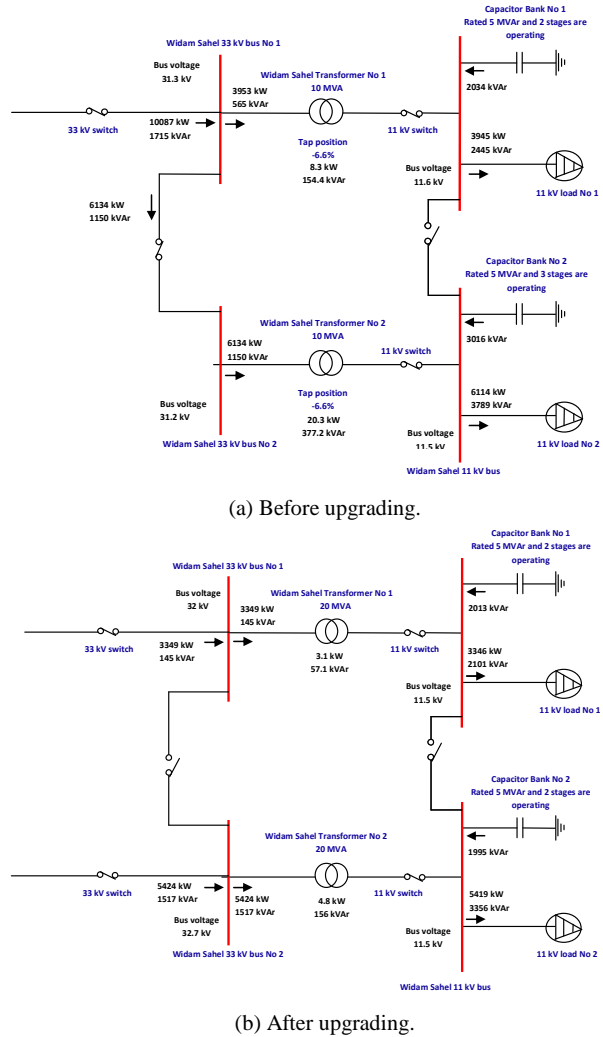 Capacitor Bank No 1
Rated 5 MVAr and 2 stages are
operating
Widam Sahel 33 kV bus No 1
Bus voltage
31.3 kV
3953 kW
565 kVAr
Widam Sahel Transformer No 1
10 MVA
2034 kVAr
33 kV switch
10087 kW
1715 kVAr
11 kV switch
Tap position
-6.6%
8.3 kW
154.4 kVAr
3945 kW
2445 kVAr
Bus voltage
11.6 kV
11 kV load No 1
6134 kW
1150 kVAr
Capacitor Bank No 2
Rated 5 MVAr and 3 stages are
operating
6134 kW
1150 kVAr
Widam Sahel Transformer No 2
10 MVA
11 kV switch
3016 kVAr
Tap position
-6.6%
20.3 kW
377.2 kVAr
Bus voltage
31.2 kV
6114 kW
3789 kVAr
Bus voltage
11.5 kV
Widam Sahel 33 kV bus No 2
11 kV load No 2
Widam Sahel 11 kV bus
(a) Before upgrading.
Capacitor Bank No 1
Rated 5 MVAr and 2 stages are
operating
Widam Sahel 33 kV bus No 1
Bus voltage
32 kV
3349 kW
145 kVAr
Widam Sahel Transformer No 1
20 MVA
2013 kVAr
33 kV switch
3349 kW
145 kVAr
3.1 kW
57.1 kVAr
11 kV switch
3346 kW
2101 kVAr
Bus voltage
11.5 kV
11 kV load No 1
Capacitor Bank No 2
Rated 5 MVAr and 2 stages are
operating
Widam Sahel Transformer No 2
20 MVA
1995 kVAr
33 kV switch
5424 kW
1517 kVAr
5424 kW
1517 kVAr
4.8 kW
156 kVAr
11 kV switch
5419 kW
3356 kVAr
Bus voltage
32.7 kV
Bus voltage
11.5 kV
Widam Sahel 33 kV bus No 2
11 kV load No 2
Widam Sahel 11 kV bus
(b) After upgrading.